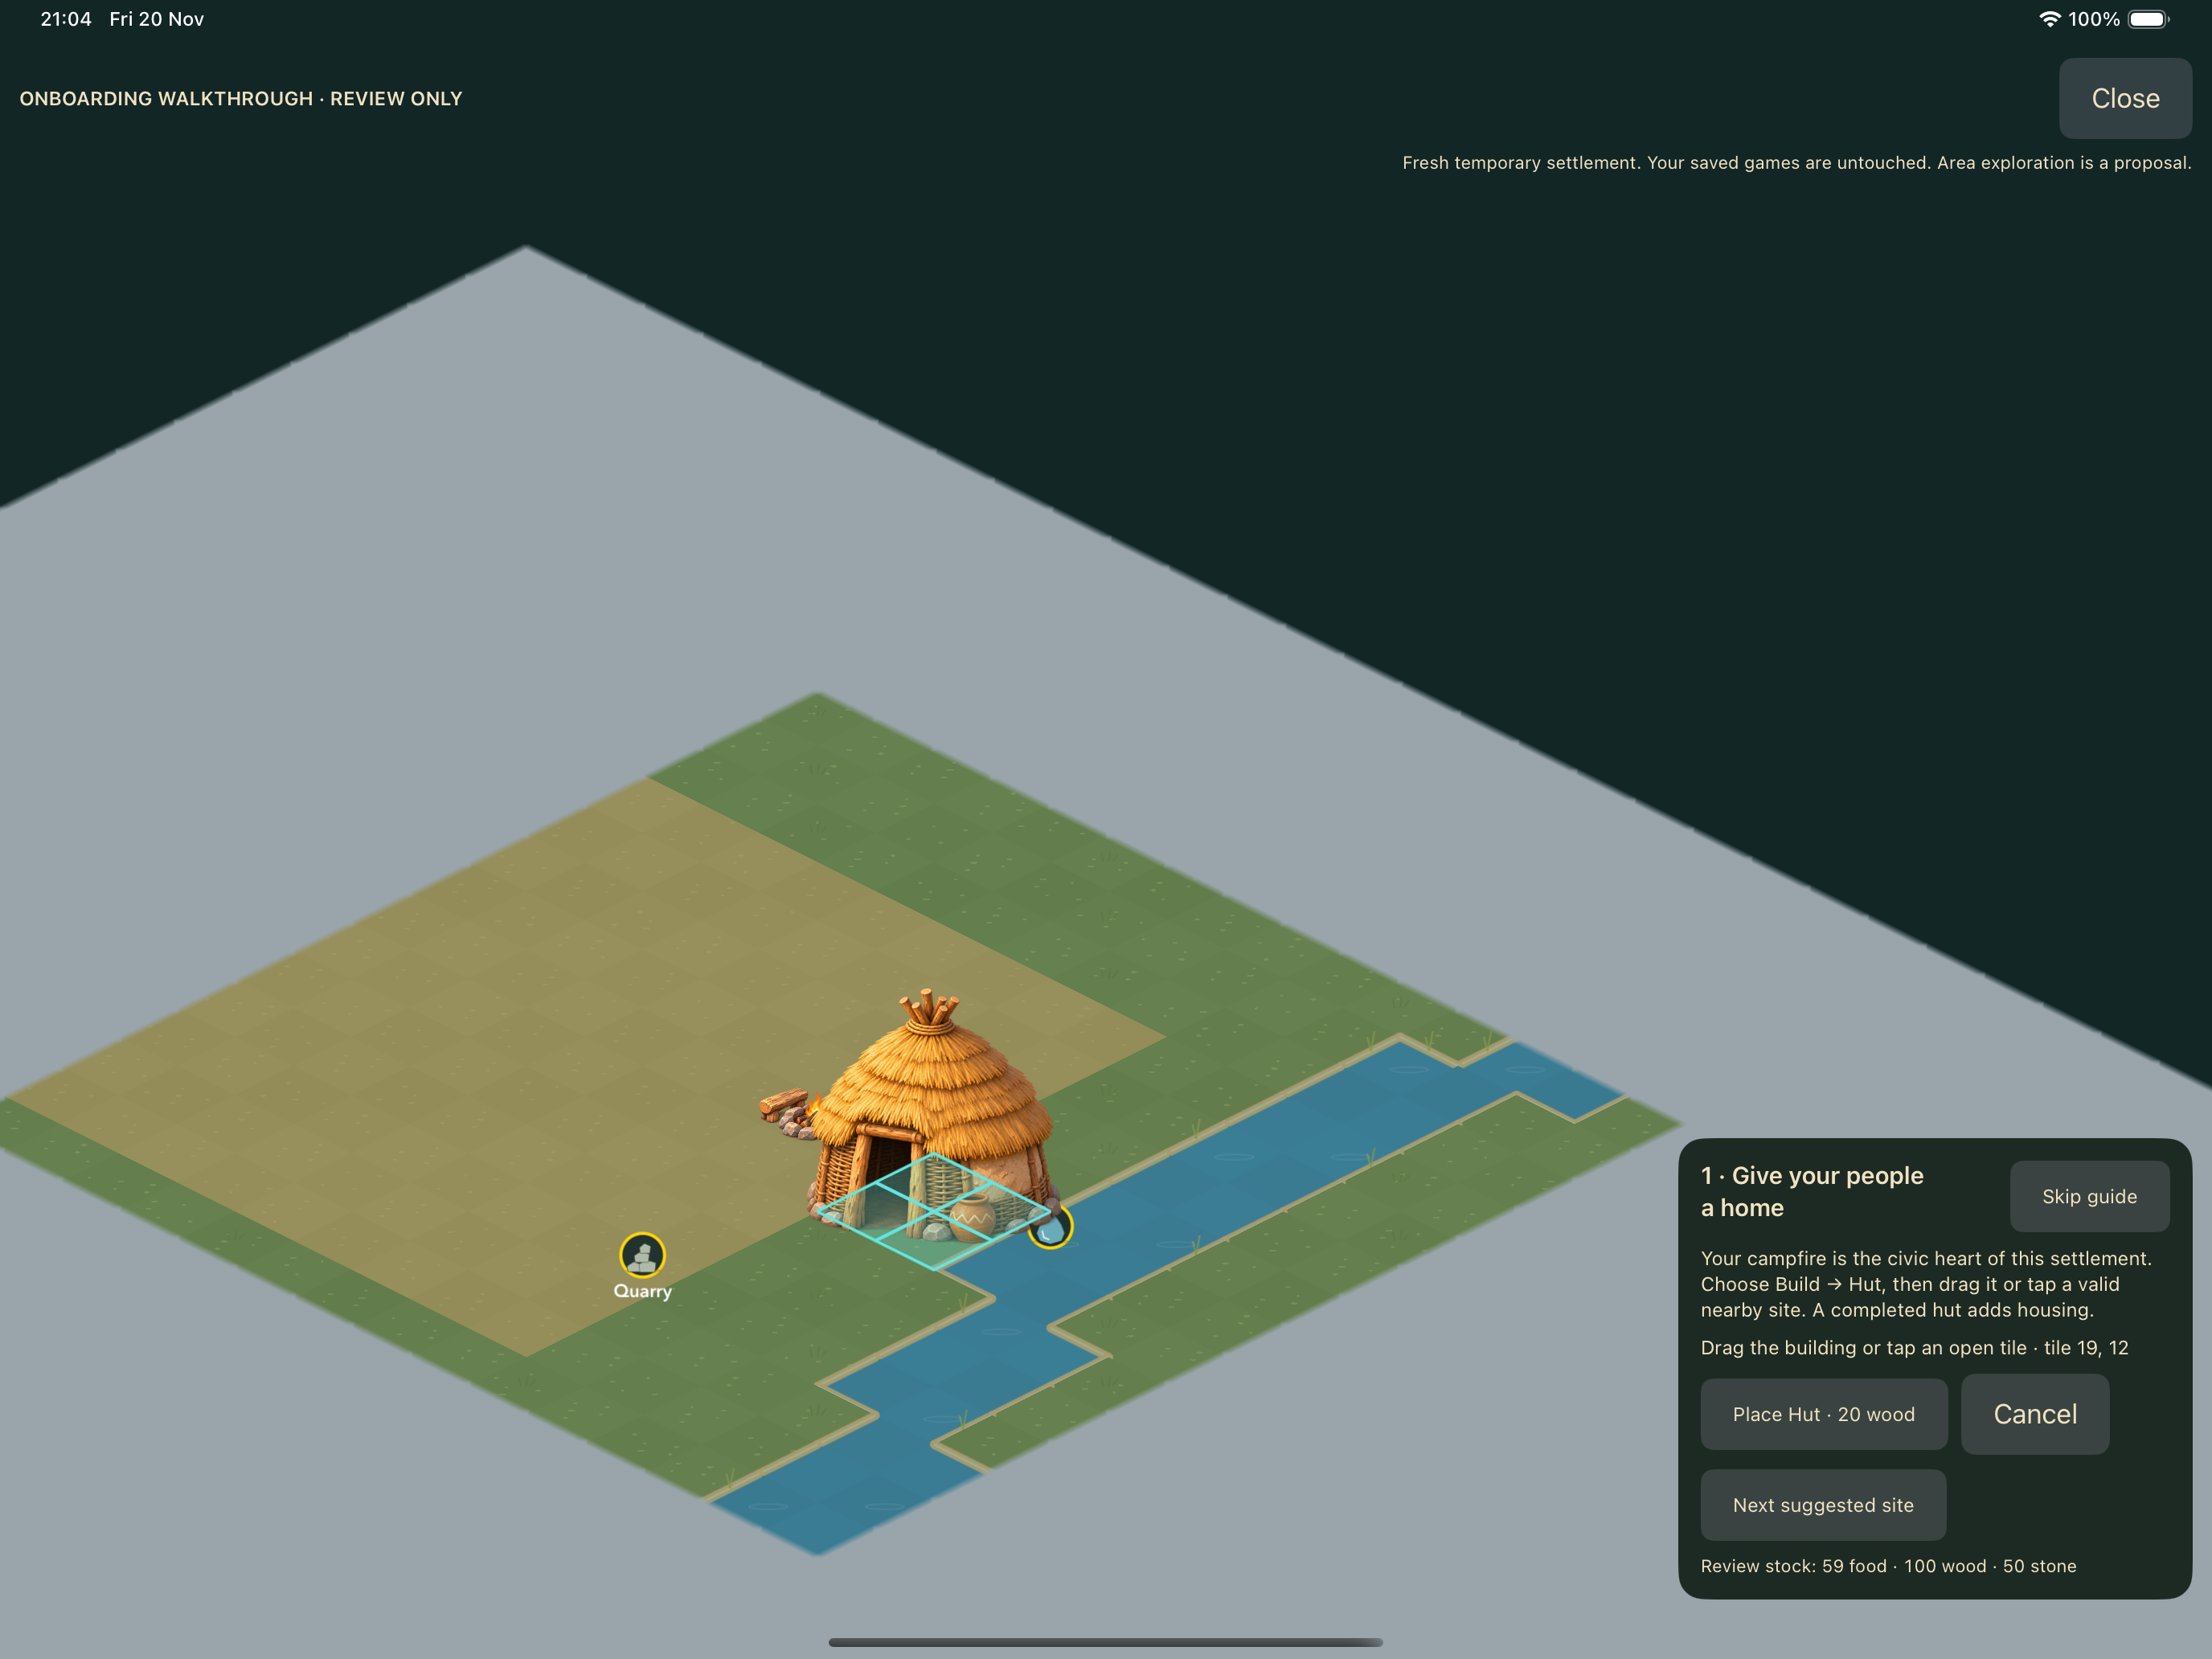 21:04 Fri 20 Nov
100%
ONBOARDING WALKTHROUGH · REVIEW ONLY
Close
Fresh temporary settlement. Your saved games are untouched. Area exploration is a proposal.
Quarry
1 · Give your people
a home
Skip guide
Your campfire is the civic heart of this settlement.
Choose Build → Hut, then drag it or tap a valid
nearby site. A completed hut adds housing.
Drag the building or tap an open tile · tile 19, 12
Place Hut · 20 wood
Cancel
Next suggested site
Review stock: 59 food · 100 wood · 50 stone